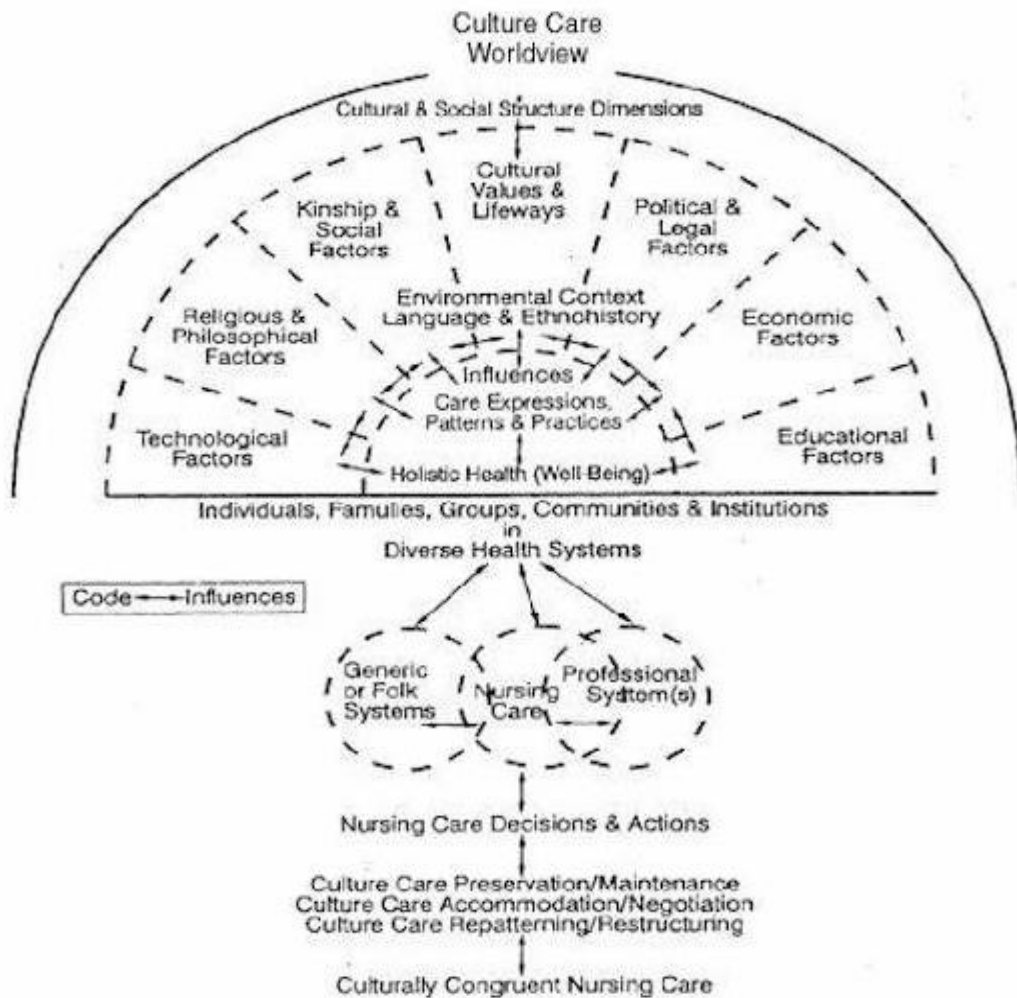 Culture Care
Worldview
Cultural & Social Structure Dimensions
Cultural
Values &
Lifeways
Kinship &
Social
Factors
Political &
Legal
Factors
Religious &
Philosophical
Factors
Environmental Context
Language & Ethnohistory
Economic
Factors
Influences
Care Expressions,
Patterns & Practices
Technological
Factors
Educational
Factors
Holistic Health (Well-Being)
Individuals, Famulies, Groups, Communities & Institutions
in
Diverse Health Systems
Code Influences
Generic
or Folk
Systems
Nursing
Care
Professional
System(s)
Nursing Care Decisions & Actions
Culture Care Preservation/Maintenance
Culture Care Accommodation/Negotiation
Culture Care Repatterning/Restructuring
Culturally Congruent Nursing Care